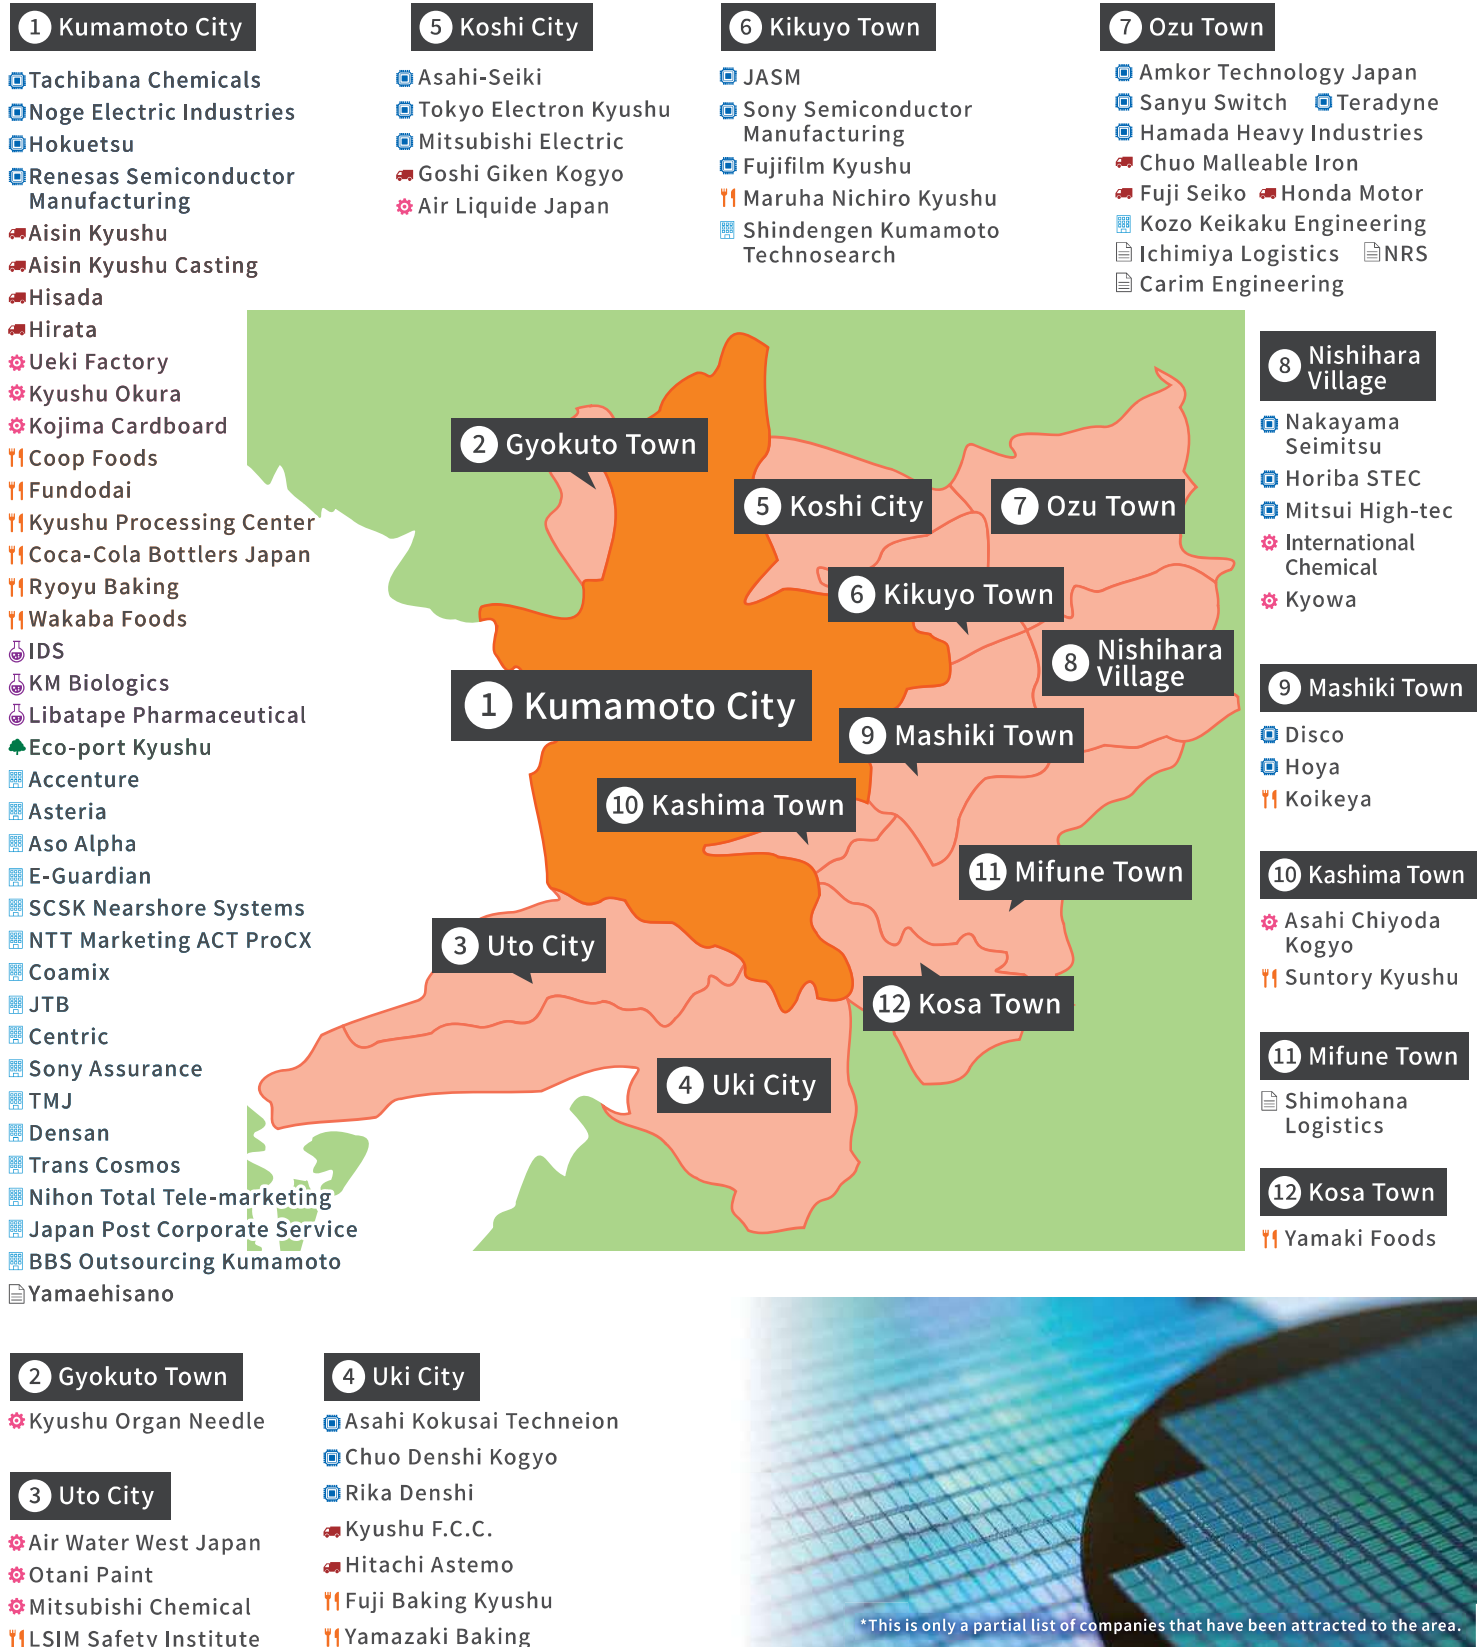 1 Kumamoto City
Tachibana Chemicals
Noge Electric Industries
Hokuetsu
Renesas Semiconductor
Manufacturing
Aisin Kyushu
Aisin Kyushu Casting
Hisada
Hirata
Ueki Factory
Kyushu Okura
Kojima Cardboard
Coop Foods
Fundodai
Kyushu Processing Center
Coca-Cola Bottlers Japan
Ryoyu Baking
Wakaba Foods
IDS
KM Biologics
Libatape Pharmaceutical
Eco-port Kyushu
Accenture
Asteria
Aso Alpha
E-Guardian
SCSK Nearshore Systems
NTT Marketing ACT ProCX
Coamix
JTB
Centric
Sony Assurance
TMJ
Densan
Trans Cosmos
Nihon Total Tele-marketing
Japan Post Corporate Service
BBS Outsourcing Kumamoto
Yamaehisano
5 Koshi City
Asahi-Seiki
Tokyo Electron Kyushu
Mitsubishi Electric
Goshi Giken Kogyo
Air Liquide Japan
6 Kikuyo Town
JASM
Sony Semiconductor
Manufacturing
Fujifilm Kyushu
Maruha Nichiro Kyushu
Shindengen Kumamoto
Technosearch
7 Ozu Town
Amkor Technology Japan
Sanyu Switch Teradyne
Hamada Heavy Industries
Chuo Malleable Iron
Fuji Seiko Honda Motor
Kozo Keikaku Engineering
Ichimiya Logistics NRS
Carim Engineering
2 Gyokuto Town
5 Koshi City
7 Ozu Town
6 Kikuyo Town
8 Nishihara
Village
1 Kumamoto City
9 Mashiki Town
10 Kashima Town
11 Mifune Town
3 Uto City
12 Kosa Town
4 Uki City
8 Nishihara
Village
Nakayama
Seimitsu
Horiba STEC
Mitsui High-tec
International
Chemical
Kyowa
9 Mashiki Town
Disco
Hoya
Koikeya
10 Kashima Town
Asahi Chiyoda
Kogyo
Suntory Kyushu
11 Mifune Town
Shimohana
Logistics
12 Kosa Town
Yamaki Foods
2 Gyokuto Town
Kyushu Organ Needle
3 Uto City
Air Water West Japan
Otani Paint
Mitsubishi Chemical
LSIM Safety Institute
4 Uki City
Asahi Kokusai Techneion
Chuo Denshi Kogyo
Rika Denshi
Kyushu F.C.C.
Hitachi Astemo
Fuji Baking Kyushu
Yamazaki Baking
*This is only a partial list of companies that have been attracted to the area.